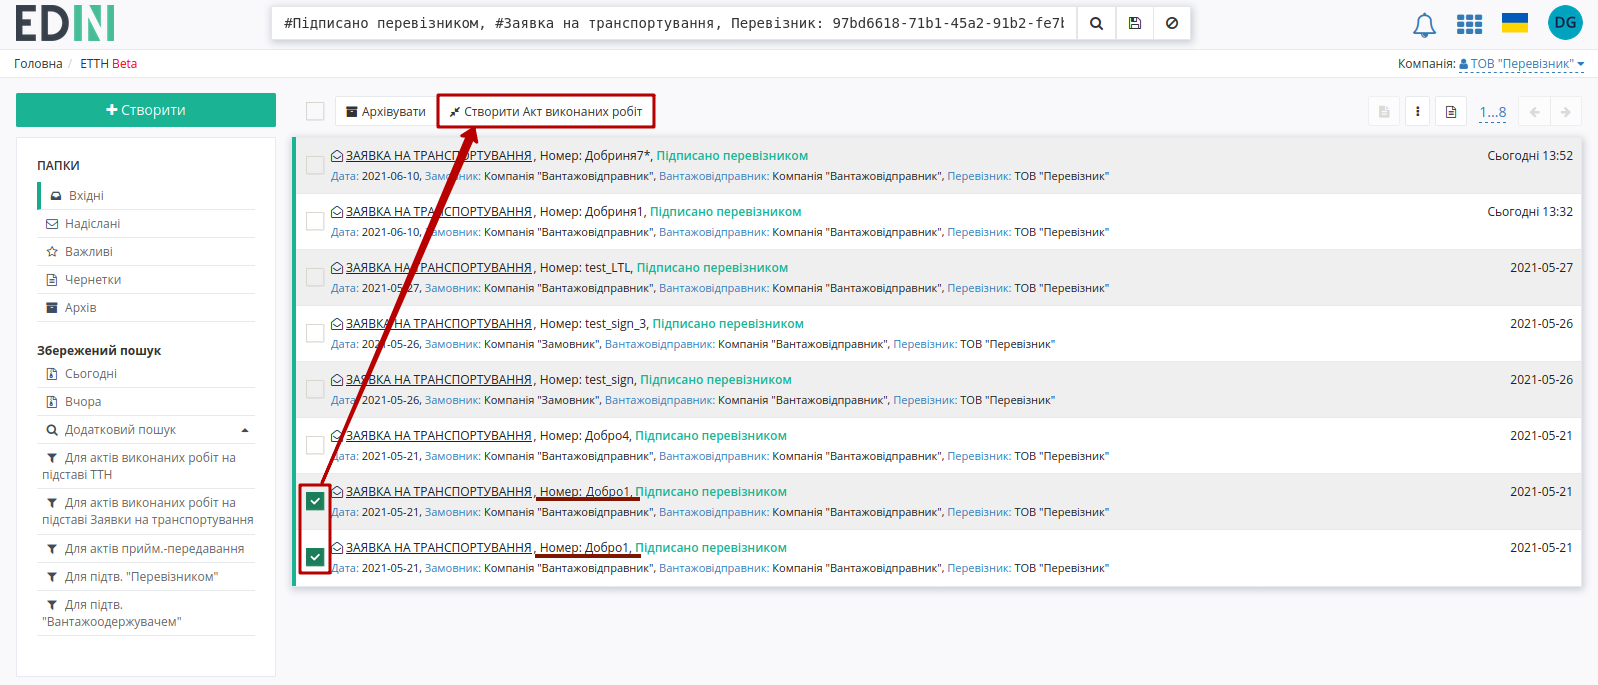 EDIN
#Підписано перевізником, #Заявка на транспортування, Перевізник: 97bd6618-71b1-45a2-91b2-fe7b
DG
Головна / ЕТТН Beta
Компанія: ТОВ "Перевізник"
Створити
Архівувати
Створити Акт виконаних робіт
1...8
ПАПКИ
Вхідні
Надіслані
Важливі
Чернетки
Архів
Збережений пошук
Сьогодні
Вчора
Додатковий пошук
Для актів виконаних робіт на
підставі ТТН
Для актів виконаних робіт на
підставі Заявки на транспортування
Для актів прийм.-передавання
Для підтв. "Перевізником"
Для підтв.
"Вантажоодержувачем"
ЗАЯВКА НА ТРАНСПОРТУВАННЯ, Номер: Добриня7*, Підписано перевізником Сьогодні 13:52
Дата: 2021-06-10, Замовник: Компанія "Вантажовідправник", Вантажовідправник: Компанія "Вантажовідправник", Перевізник: ТОВ "Перевізник"
ЗАЯВКА НА ТРАНСПОРТУВАННЯ, Номер: Добриня1, Підписано перевізником Сьогодні 13:32
Дата: 2021-06-10, Замовник: Компанія "Вантажовідправник", Вантажовідправник: Компанія "Вантажовідправник", Перевізник: ТОВ "Перевізник"
ЗАЯВКА НА ТРАНСПОРТУВАННЯ, Номер: test_LTL, Підписано перевізником 2021-05-27
Дата: 2021-05-27, Замовник: Компанія "Вантажовідправник", Вантажовідправник: Компанія "Вантажовідправник", Перевізник: ТОВ "Перевізник"
ЗАЯВКА НА ТРАНСПОРТУВАННЯ, Номер: test_sign_3, Підписано перевізником 2021-05-26
Дата: 2021-05-26, Замовник: Компанія "Замовник", Вантажовідправник: Компанія "Вантажовідправник", Перевізник: ТОВ "Перевізник"
ЗАЯВКА НА ТРАНСПОРТУВАННЯ, Номер: test_sign, Підписано перевізником 2021-05-26
Дата: 2021-05-26, Замовник: Компанія "Замовник", Вантажовідправник: Компанія "Вантажовідправник", Перевізник: ТОВ "Перевізник"
ЗАЯВКА НА ТРАНСПОРТУВАННЯ, Номер: Добро4, Підписано перевізником 2021-05-21
Дата: 2021-05-21, Замовник: Компанія "Вантажовідправник", Вантажовідправник: Компанія "Вантажовідправник", Перевізник: ТОВ "Перевізник"
ЗАЯВКА НА ТРАНСПОРТУВАННЯ, Номер: Добро1, Підписано перевізником 2021-05-21
Дата: 2021-05-21, Замовник: Компанія "Вантажовідправник", Вантажовідправник: Компанія "Вантажовідправник", Перевізник: ТОВ "Перевізник"
ЗАЯВКА НА ТРАНСПОРТУВАННЯ, Номер: Добро1, Підписано перевізником 2021-05-21
Дата: 2021-05-21, Замовник: Компанія "Вантажовідправник", Вантажовідправник: Компанія "Вантажовідправник", Перевізник: ТОВ "Перевізник"